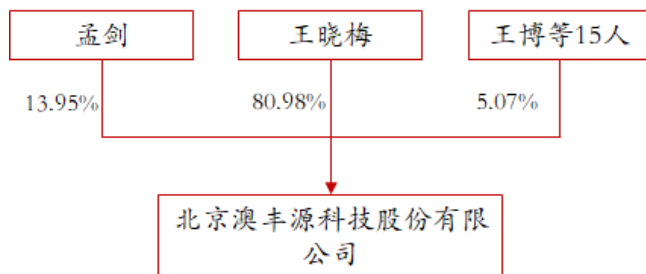 孟剑
王晓梅
王博等15人
13.95%
80.98%
5.07%
北京澳丰源科技股份有限
公司